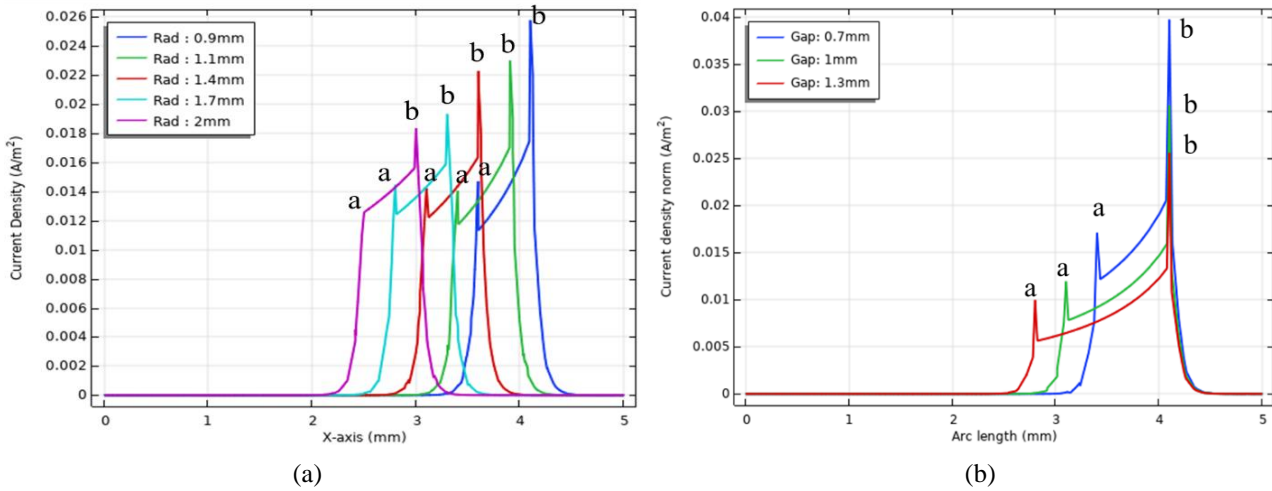 0.026
0.024
0.022
0.02
0.018
0.016
0.014
0.012
0.01
0.008
0.006
0.004
0.002
0
Current Density (A/m²)
Rad : 0.9mm
Rad : 1.1mm
Rad : 1.4mm
Rad : 1.7mm
Rad : 2mm
b
b
b
b
b
a
a
a
a
a
0 1 2 3 4 5
X-axis (mm)
(a)
0.04
0.035
0.03
0.025
0.02
0.015
0.01
0.005
0
Current density norm (A/m²)
Gap: 0.7mm
Gap: 1mm
Gap: 1.3mm
b
b
b
a
a
a
0 1 2 3 4 5
Arc length (mm)
(b)